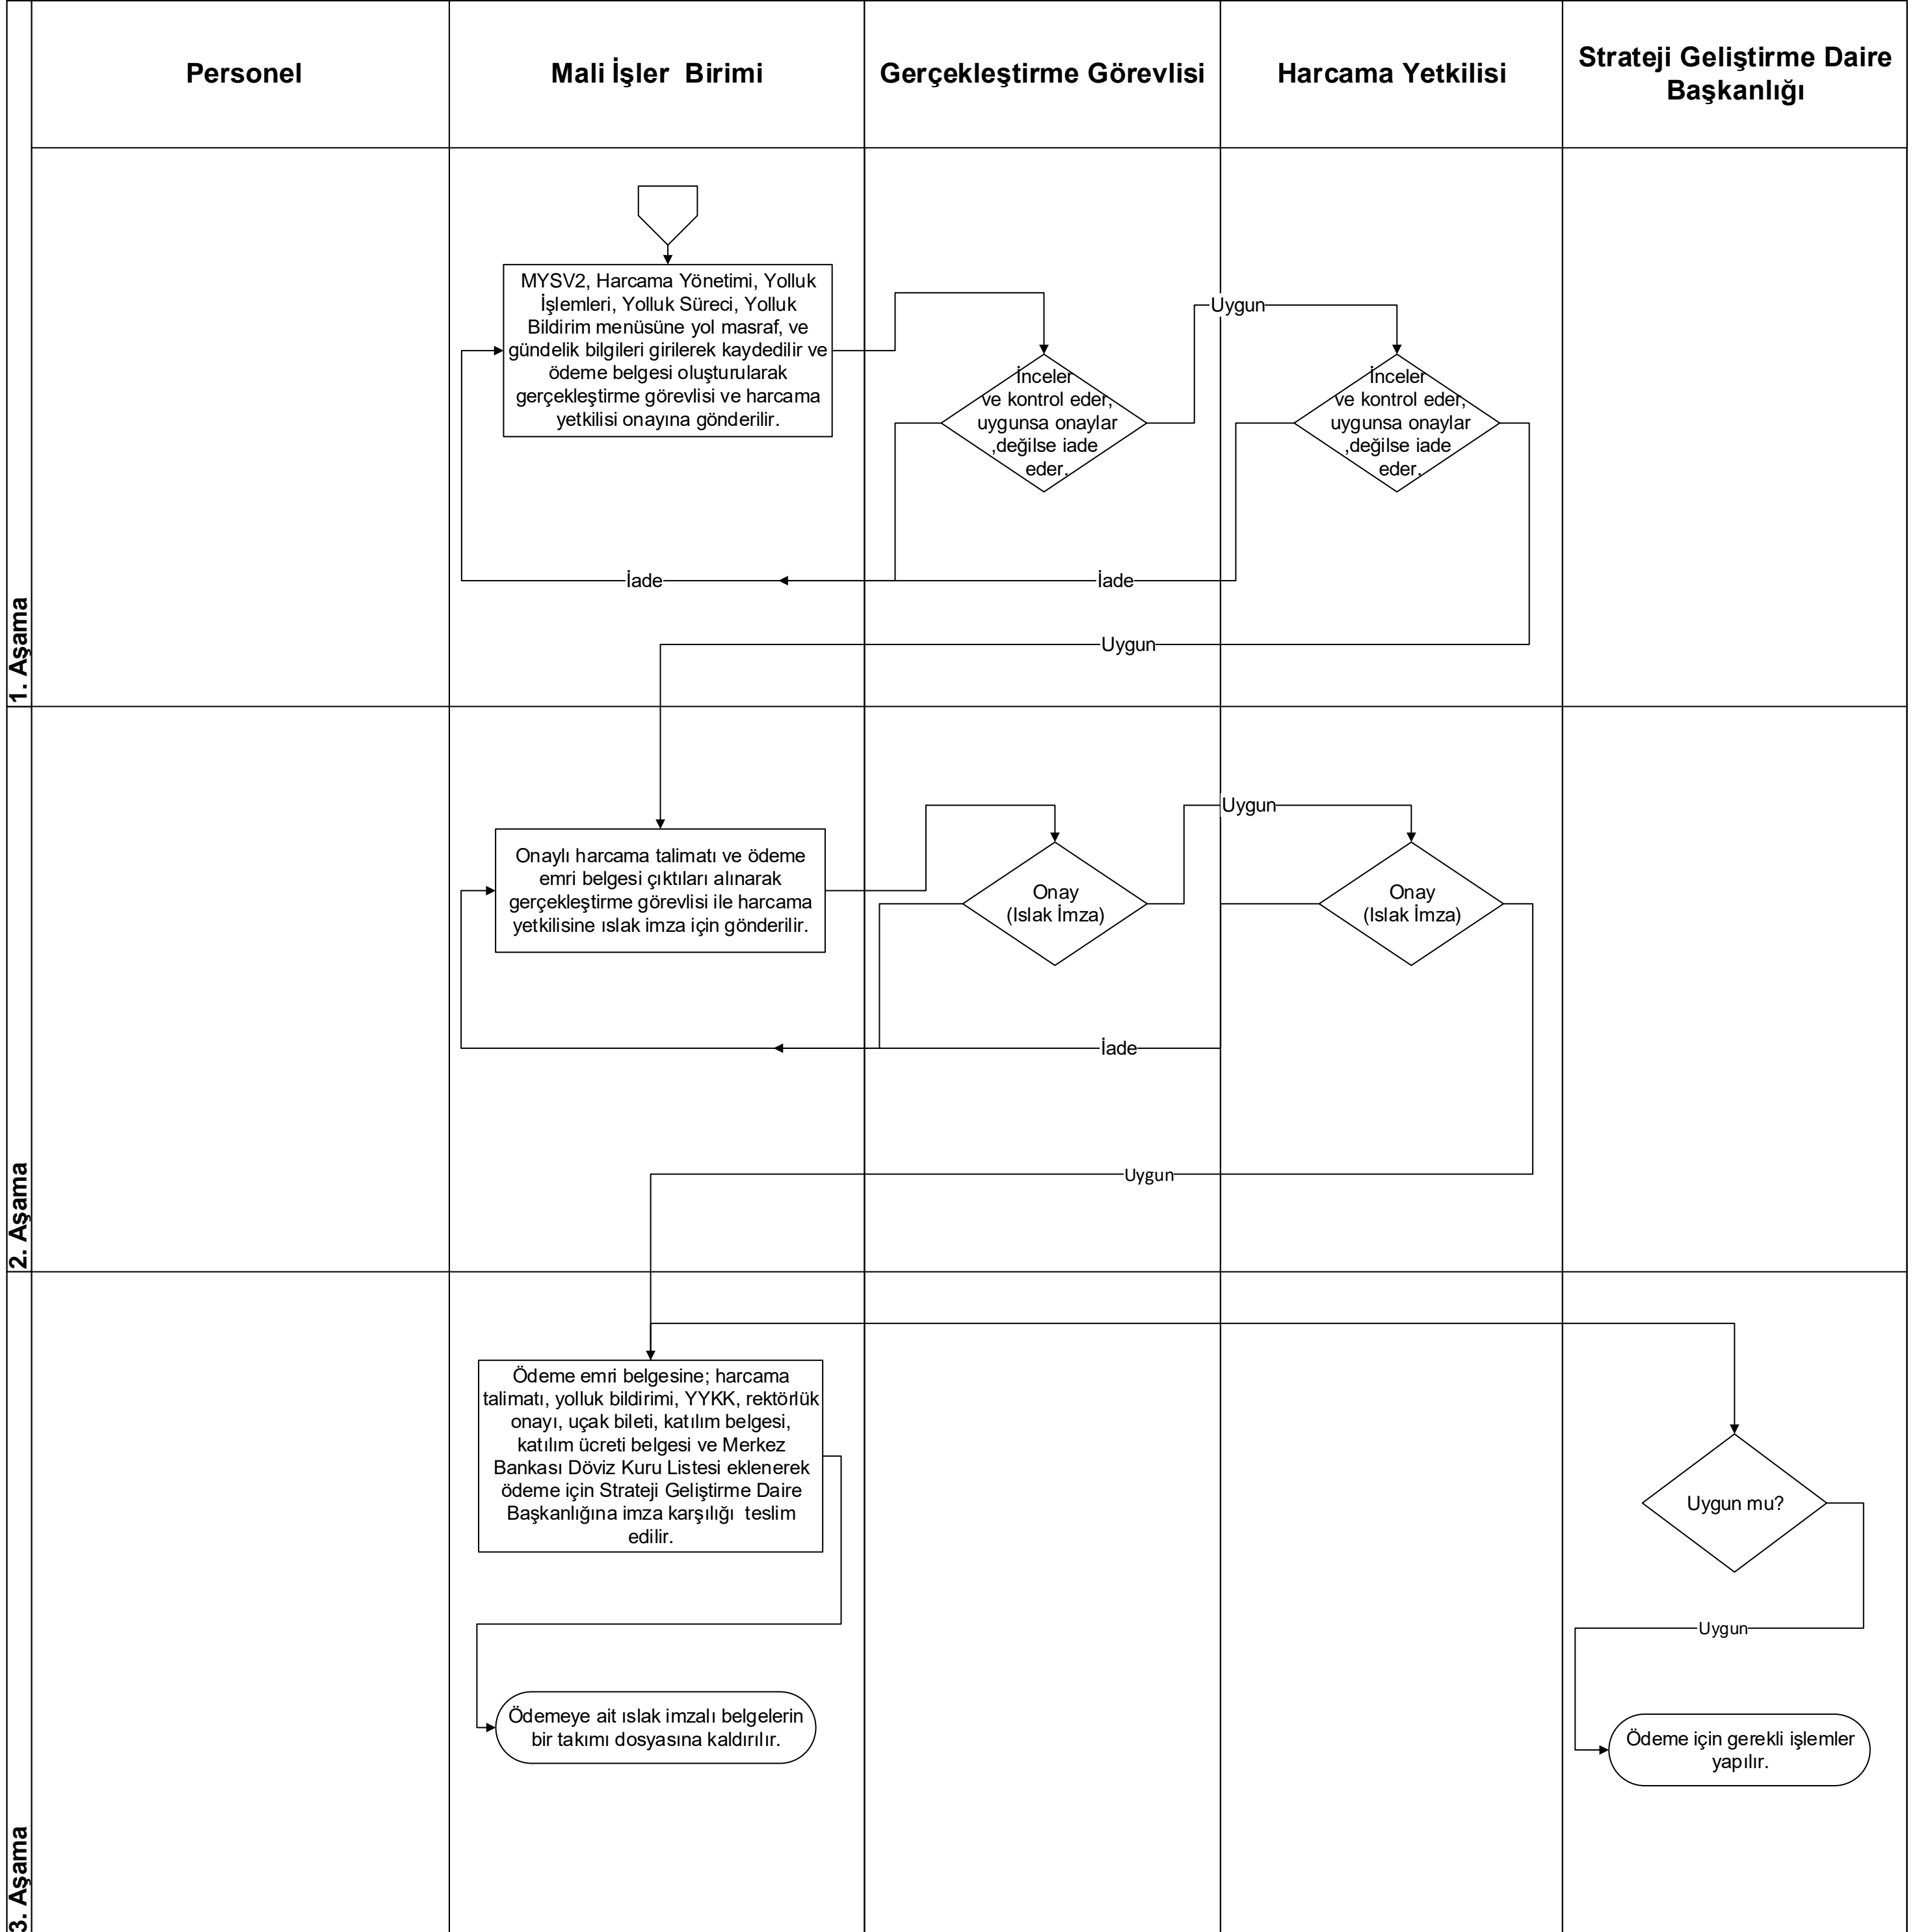 Personel
Mali İşler  Birimi
Gerçekleştirme Görevlisi
Harcama Yetkilisi
Strateji Geliştirme Daire
Başkanlığı
1. Aşama
MYSV2, Harcama Yönetimi, Yolluk
İşlemleri, Yolluk Süreci, Yolluk
Bildirim menüsüne yol masraf, ve
gündelik bilgileri girilerek kaydedilir ve
ödeme belgesi oluşturularak
gerçekleştirme görevlisi ve harcama
yetkilisi onayına gönderilir.
İnceler
ve kontrol eder,
uygunsa onaylar
,değilse iade
eder.
Uygun
İnceler
ve kontrol eder,
uygunsa onaylar
,değilse iade
eder.
İade
İade
Uygun
2. Aşama
Onaylı harcama talimatı ve ödeme
emri belgesi çıktıları alınarak
gerçekleştirme görevlisi ile harcama
yetkilisine ıslak imza için gönderilir.
Onay
(Islak İmza)
Uygun
Onay
(Islak İmza)
İade
Uygun
3. Aşama
Ödeme emri belgesine; harcama
talimatı, yolluk bildirimi, YYKK, rektörlük
onayı, uçak bileti, katılım belgesi,
katılım ücreti belgesi ve Merkez
Bankası Döviz Kuru Listesi eklenerek
ödeme için Strateji Geliştirme Daire
Başkanlığına imza karşılığı  teslim
edilir.
Uygun mu?
Uygun
Ödemeye ait ıslak imzalı belgelerin
bir takımı dosyasına kaldırılır.
Ödeme için gerekli işlemler
yapılır.